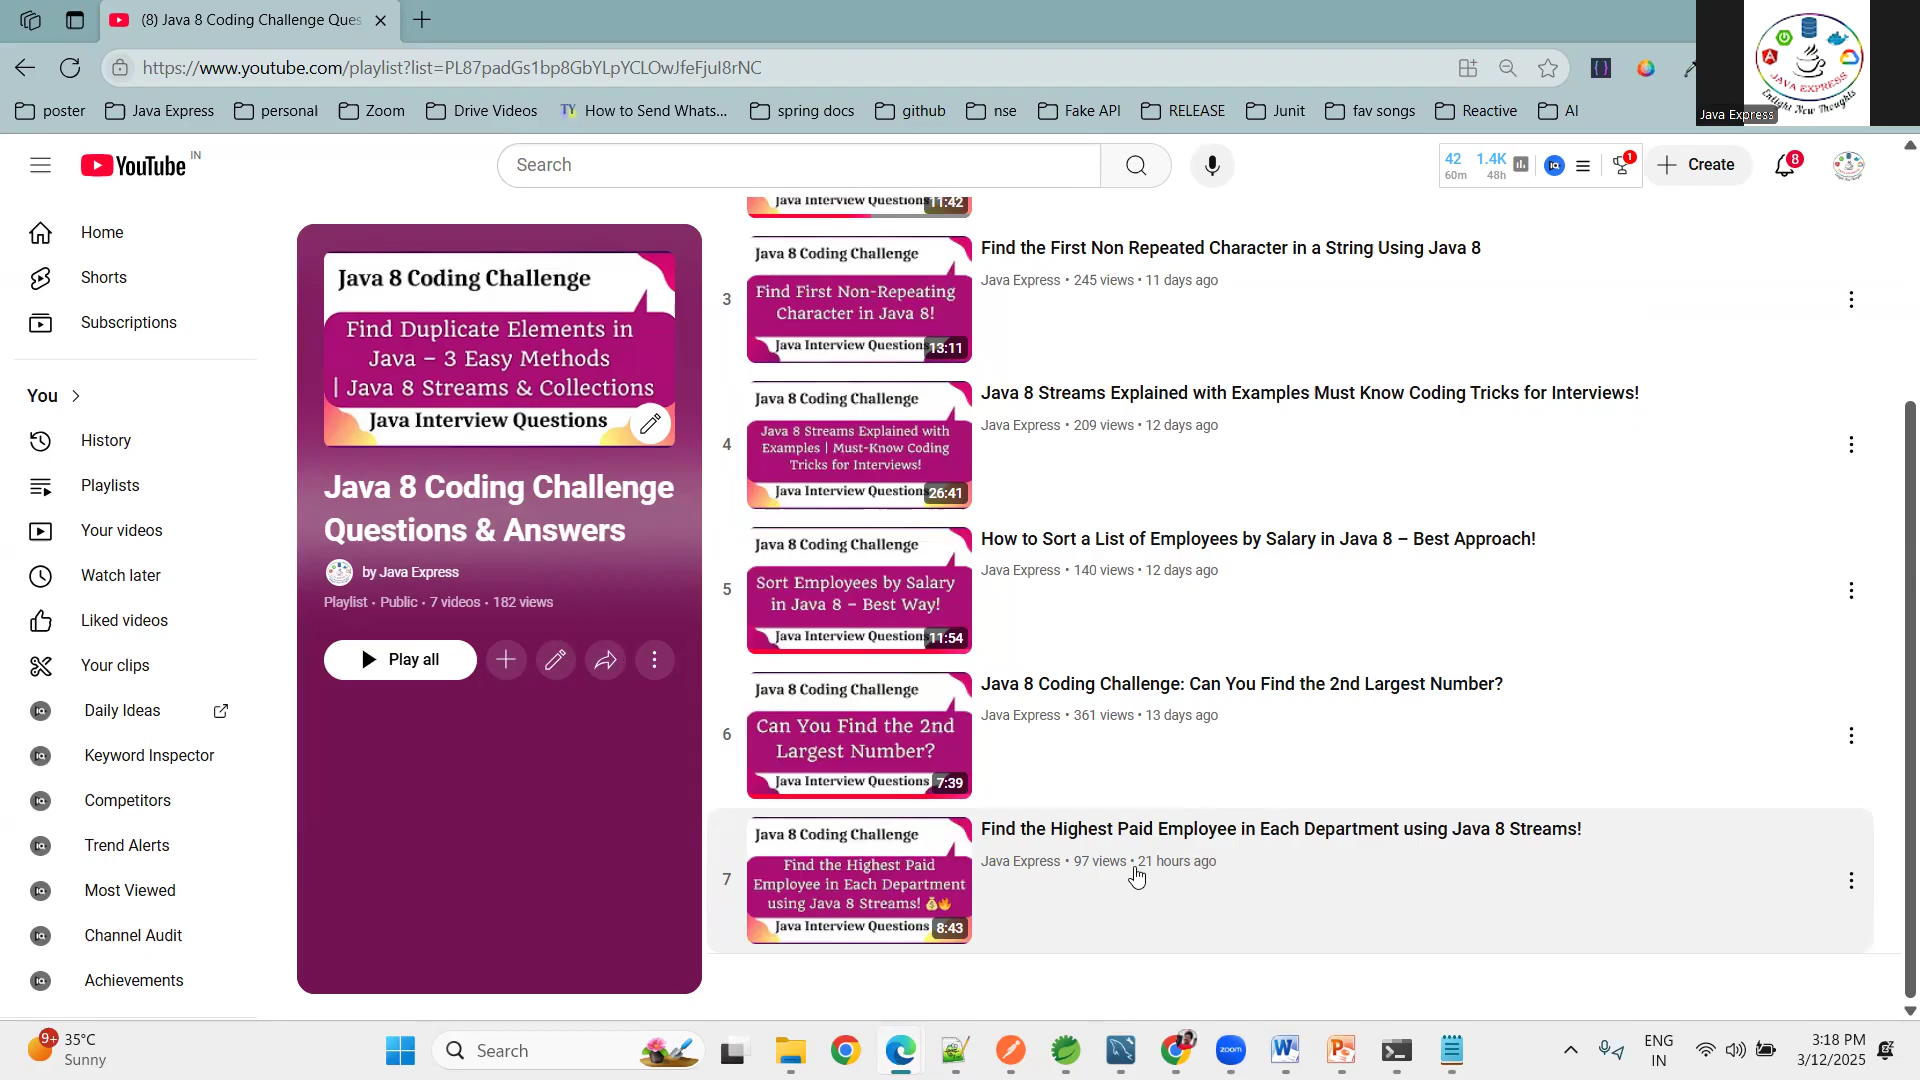 (8) Java 8 Coding Challenge Ques
https://www.youtube.com/playlist?list=PL87padGs1bp8GbYLpYCLOwJfeFjul8rNC
poster
Java Express
personal
Zoom
Drive Videos
TY How to Send Whats...
spring docs
github
nse
Fake API
RELEASE
Junit
fav songs
Reactive
AI
JAVA EXPRESS
Enlight New Thoughts
Java Express
YouTube IN
Search
42
60m
1.4K
48h
1
Create
8
Home
Shorts
Subscriptions
You
History
Playlists
Your videos
Watch later
Liked videos
Your clips
Daily Ideas
Keyword Inspector
Competitors
Trend Alerts
Most Viewed
Channel Audit
Achievements
Java 8 Coding Challenge
Find Duplicate Elements in
Java – 3 Easy Methods
| Java 8 Streams & Collections
Java Interview Questions
Java 8 Coding Challenge
Questions & Answers
by Java Express
Playlist • Public • 7 videos • 182 views
Play all
Java Interview Questions
11:42
3
Java 8 Coding Challenge
Find First Non-Repeating
Character in Java 8!
Java Interview Questions
13:11
Find the First Non Repeated Character in a String Using Java 8
Java Express • 245 views • 11 days ago
4
Java 8 Coding Challenge
Java 8 Streams Explained with
Examples | Must-Know Coding
Tricks for Interviews!
Java Interview Questions
26:41
Java 8 Streams Explained with Examples Must Know Coding Tricks for Interviews!
Java Express • 209 views • 12 days ago
5
Java 8 Coding Challenge
Sort Employees by Salary
in Java 8 – Best Way!
Java Interview Questions
11:54
How to Sort a List of Employees by Salary in Java 8 – Best Approach!
Java Express • 140 views • 12 days ago
6
Java 8 Coding Challenge
Can You Find the 2nd
Largest Number?
Java Interview Questions
7:39
Java 8 Coding Challenge: Can You Find the 2nd Largest Number?
Java Express • 361 views • 13 days ago
7
Java 8 Coding Challenge
Find the Highest Paid
Employee in Each Department
using Java 8 Streams! 💰🔥
Java Interview Questions
8:43
Find the Highest Paid Employee in Each Department using Java 8 Streams!
Java Express • 97 views • 21 hours ago
9+
35°C
Sunny
Search
zoom
ENG
IN
3:18 PM
3/12/2025